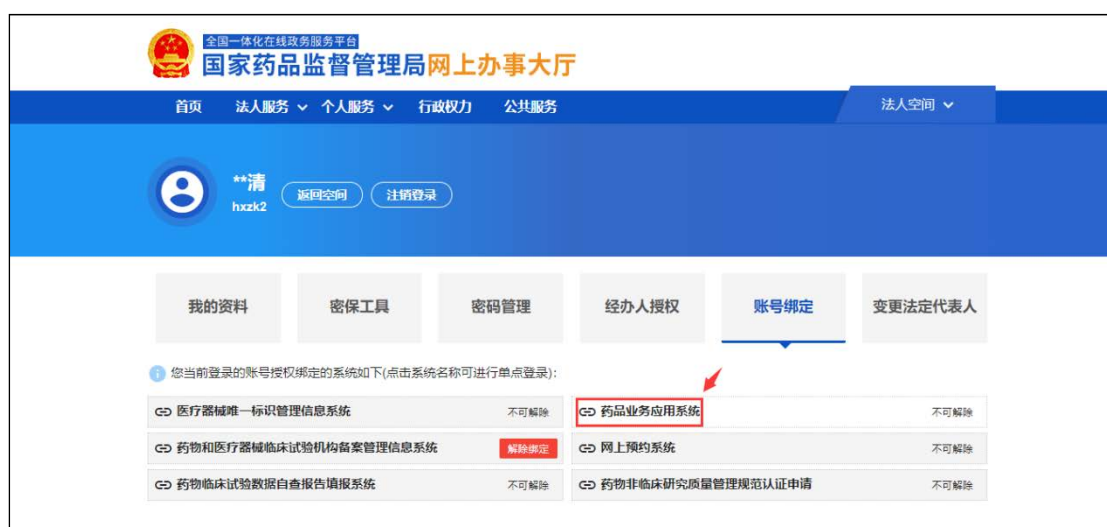 全国一体化在线政务服务平台
国家药品监督管理局网上办事大厅
首页 法人服务 个人服务 行政权力 公共服务 法人空间
**清
hxzk2
返回空间 注销登录
我的资料 密保工具 密码管理 经办人授权 账号绑定 变更法定代表人
您当前登录的账号授权绑定的系统如下(点击系统名称可进行单点登录):
医疗器械唯一标识管理信息系统 不可解除 药品业务应用系统 不可解除
药物和医疗器械临床试验机构备案管理信息系统 解除绑定 网上预约系统 不可解除
药物临床试验数据自查报告填报系统 不可解除 药物非临床研究质量管理规范认证申请 不可解除